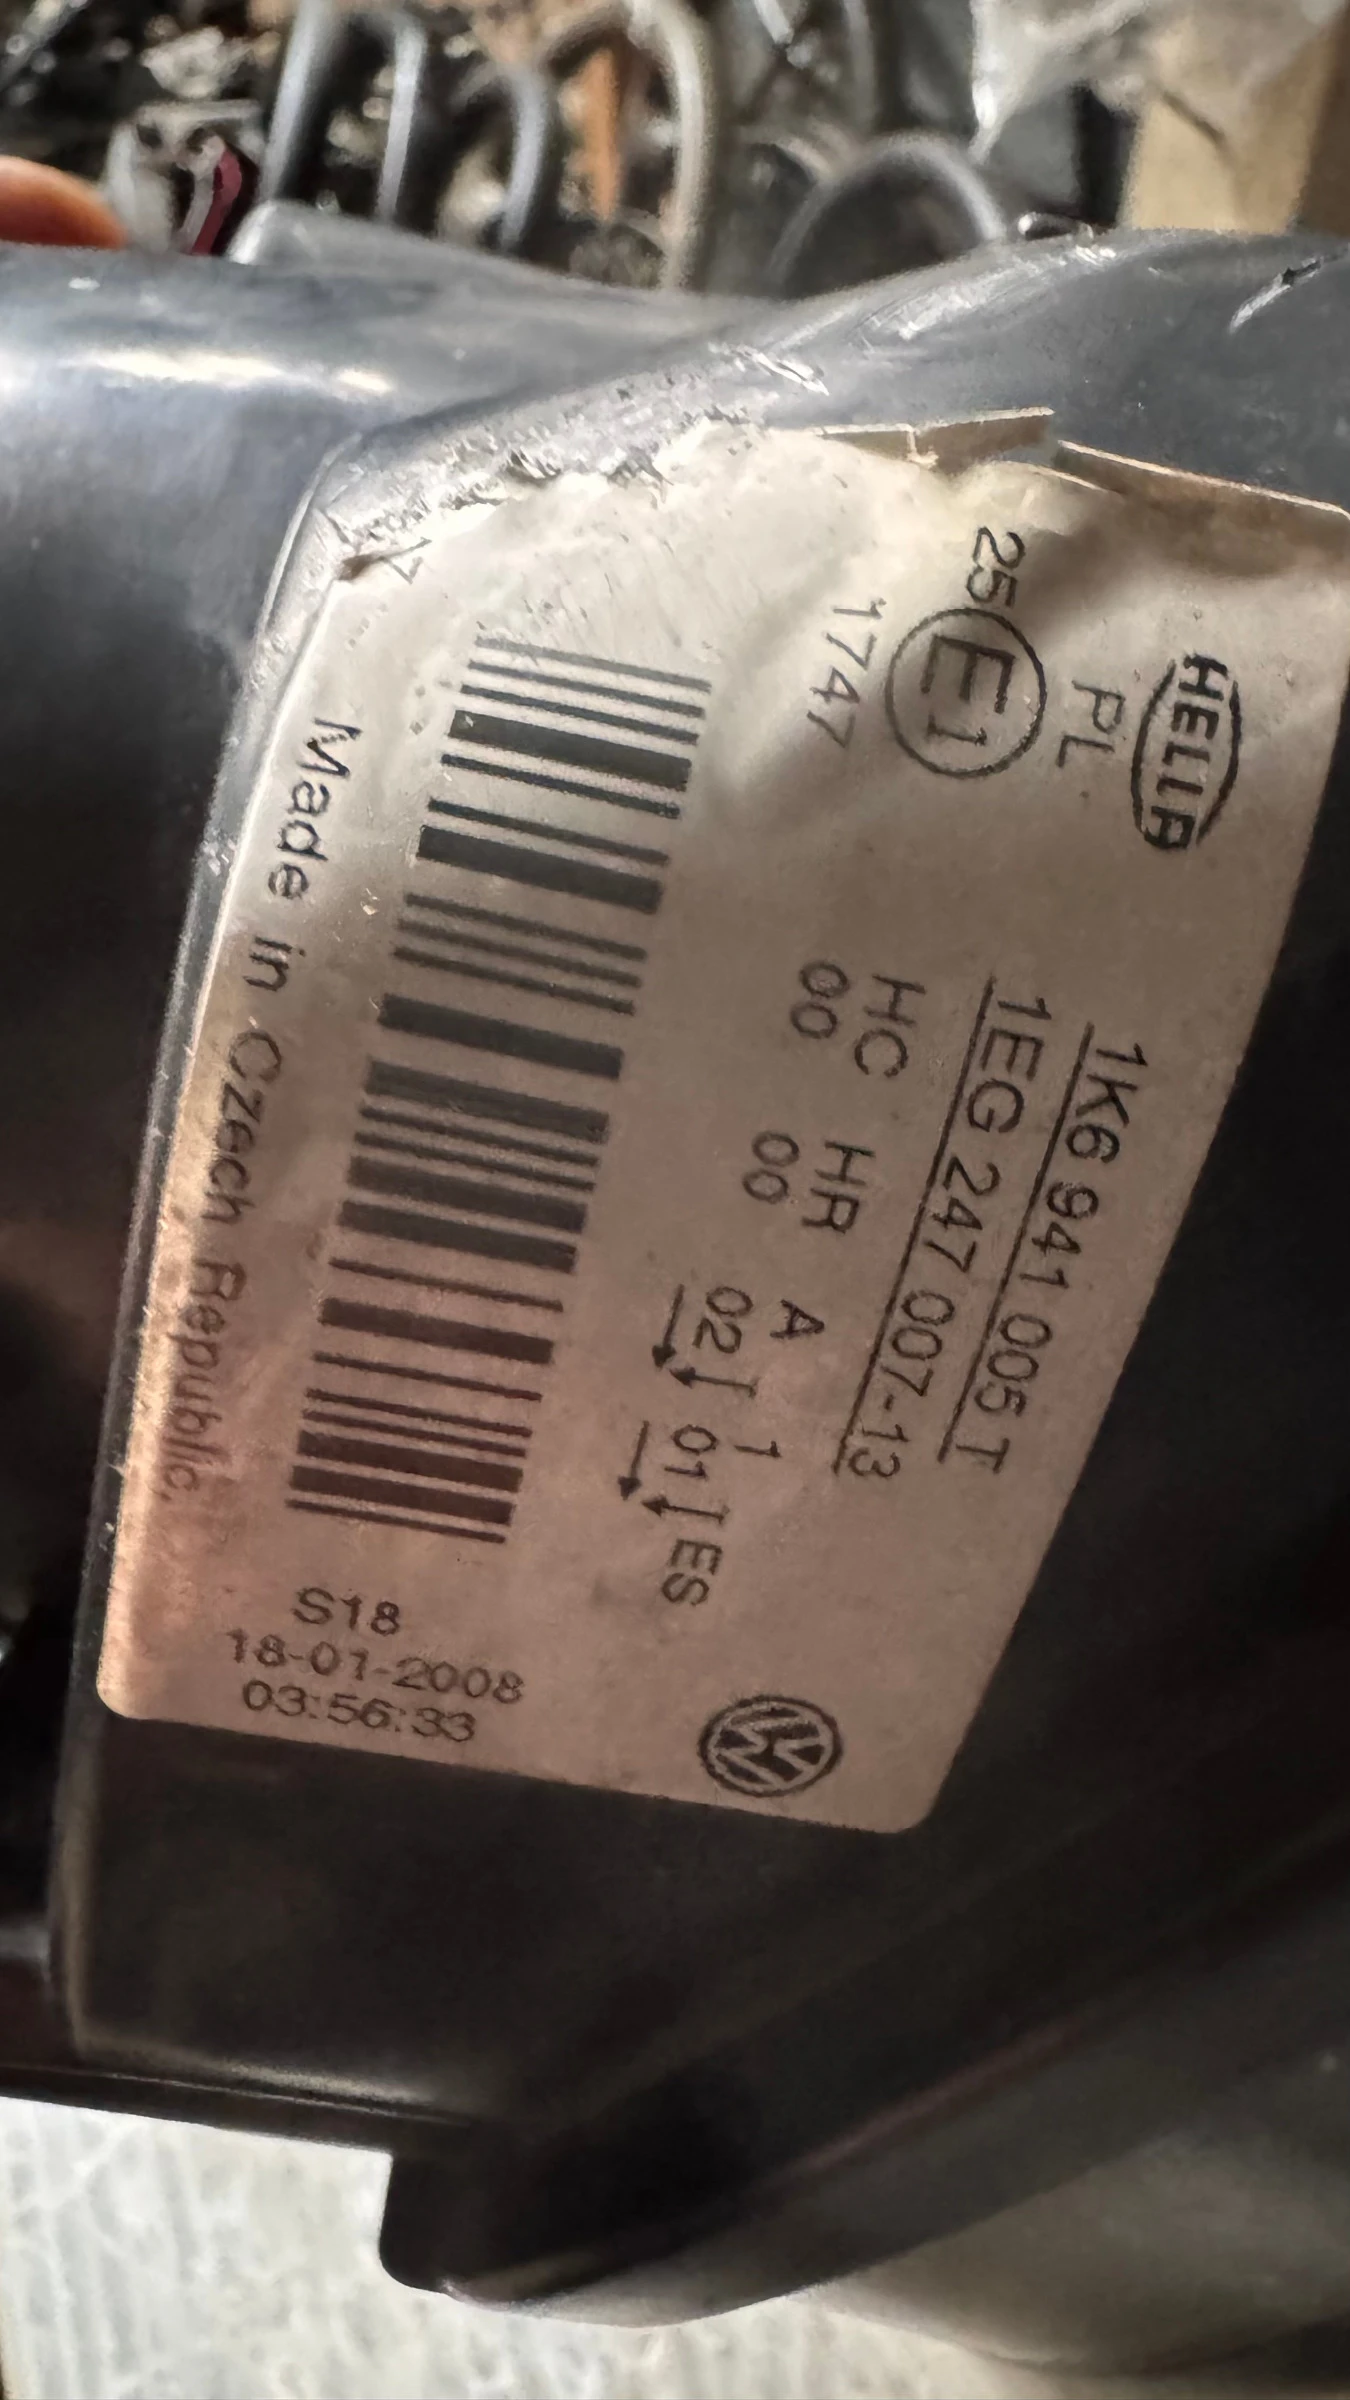 HELLA
1K6 941 005 T
PL
1EG 247 007-13
25 E1
HC HR A 1
00 00 02 01 ES
1747
17
Made in Czech Republic.
S18
18-01-2008
03:56:33